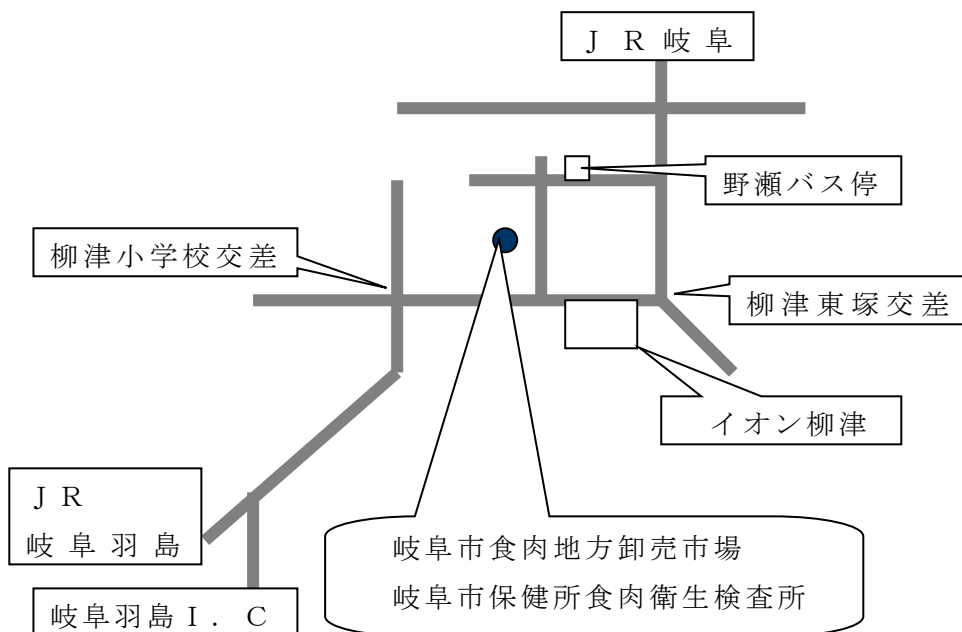 ＪＲ岐阜
野瀬バス停
柳津小学校交差
柳津東塚交差
イオン柳津
ＪＲ
岐阜羽島
岐阜羽島Ｉ．Ｃ
岐阜市食肉地方卸売市場
岐阜市保健所食肉衛生検査所